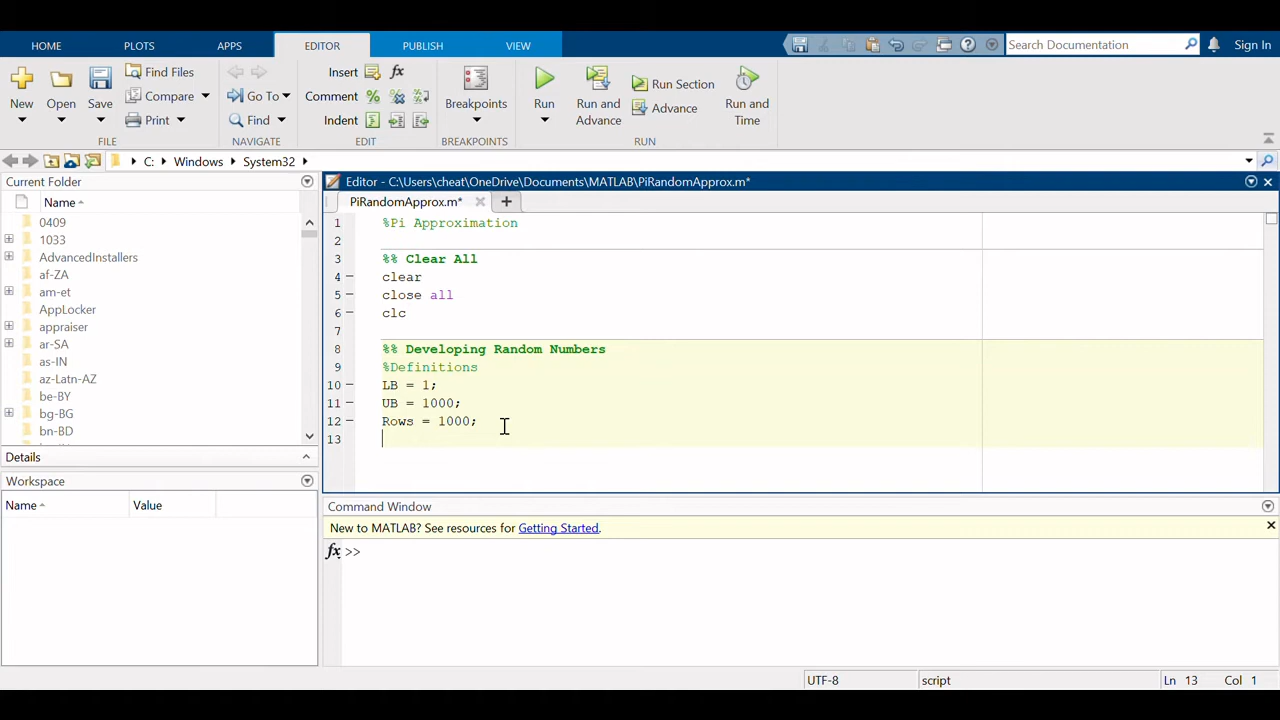 HOME PLOTS APPS EDITOR PUBLISH VIEW Search Documentation Sign In
New Open Save Find Files Compare Print
FILE
Go To Find
NAVIGATE
Insert fx
Comment
Indent
EDIT
Breakpoints
BREAKPOINTS
Run Run and Advance Run Section Advance Run and Time
RUN
C: Windows System32
Current Folder
Name
0409
1033
AdvancedInstallers
af-ZA
am-et
AppLocker
appraiser
ar-SA
as-IN
az-Latn-AZ
be-BY
bg-BG
bn-BD
Details
Workspace
Name Value
Editor - C:\Users\cheat\OneDrive\Documents\MATLAB\PiRandomApprox.m*
PiRandomApprox.m*
1 %Pi Approximation
2
3 %% Clear All
4 clear
5 close all
6 clc
7
8 %% Developing Random Numbers
9 %Definitions
10 LB = 1;
11 UB = 1000;
12 Rows = 1000;
13
Command Window
New to MATLAB? See resources for Getting Started.
fx >>
UTF-8 script Ln 13 Col 1